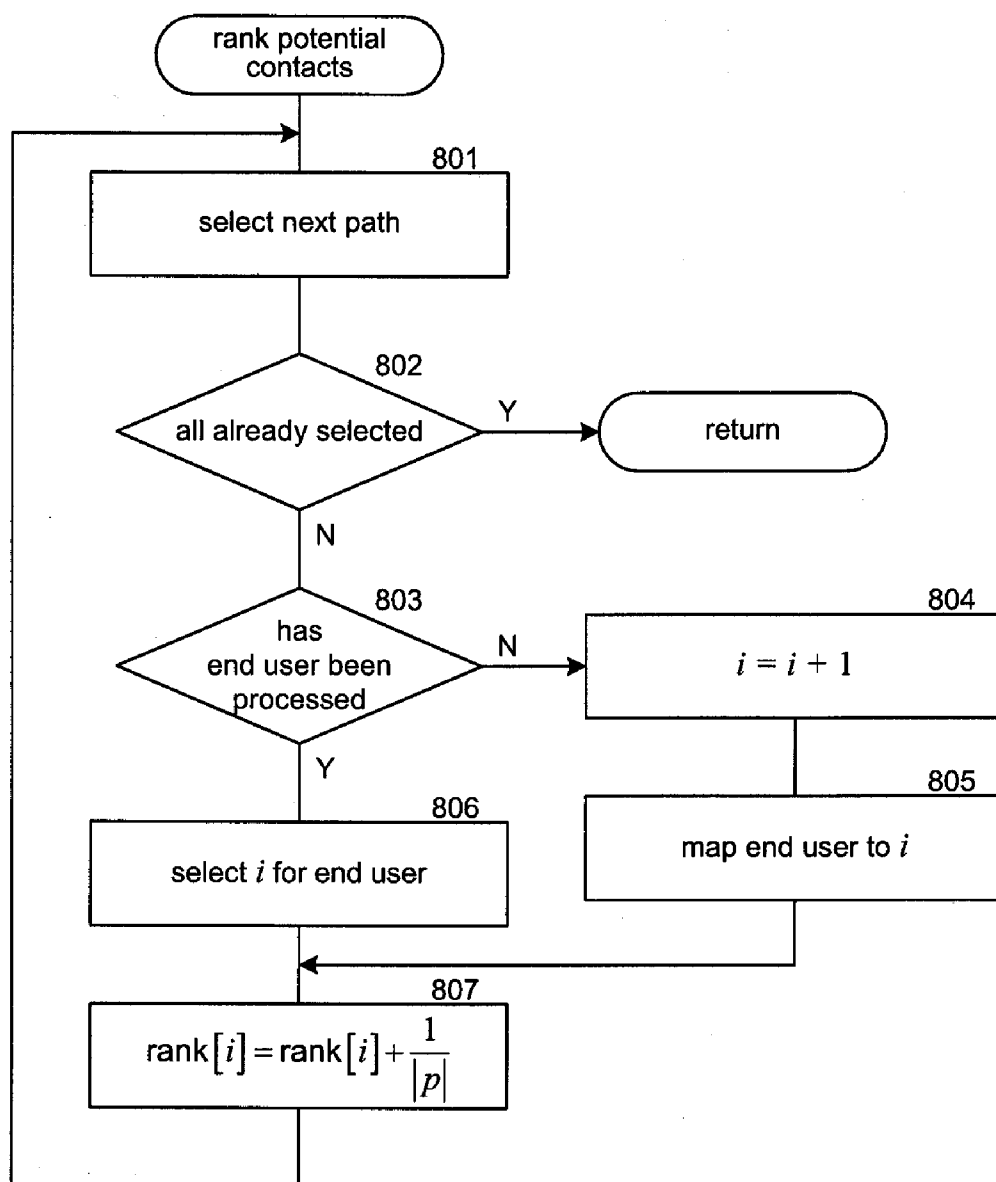 rank potential
contacts
801
select next path
802
all already selected
Y
return
N
803
has
end user been
processed
N
804
i = i + 1
Y
805
map end user to i
806
select i for end user
807
rank[i] = rank[i] + 1/|p|